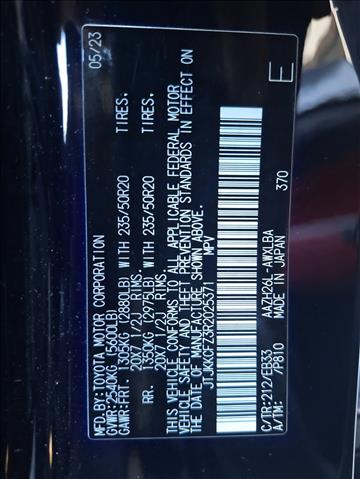 MFD.BY:TOYOTA MOTOR CORPORATION 05/23
GVWR:2540KG (5600LB)
GAWR:FRT. 1305KG (2880LB) WITH 235/50R20 TIRES.
20X7 1/2J RIMS.
RR. 1350KG (2975LB) WITH 235/50R20 TIRES.
20X7 1/2J RIMS.
THIS VEHICLE CONFORMS TO ALL APPLICABLE FEDERAL MOTOR
VEHICLE SAFETY AND THEFT PREVENTION STANDARDS IN EFFECT ON
THE DATE OF MANUFACTURE SHOWN ABOVE.
JTJKKCFZ3R2025371 MPV
AAZH26L-AWXLBA
C/TR:212/EB33 MADE IN JAPAN 370
A/TM: /P810 E